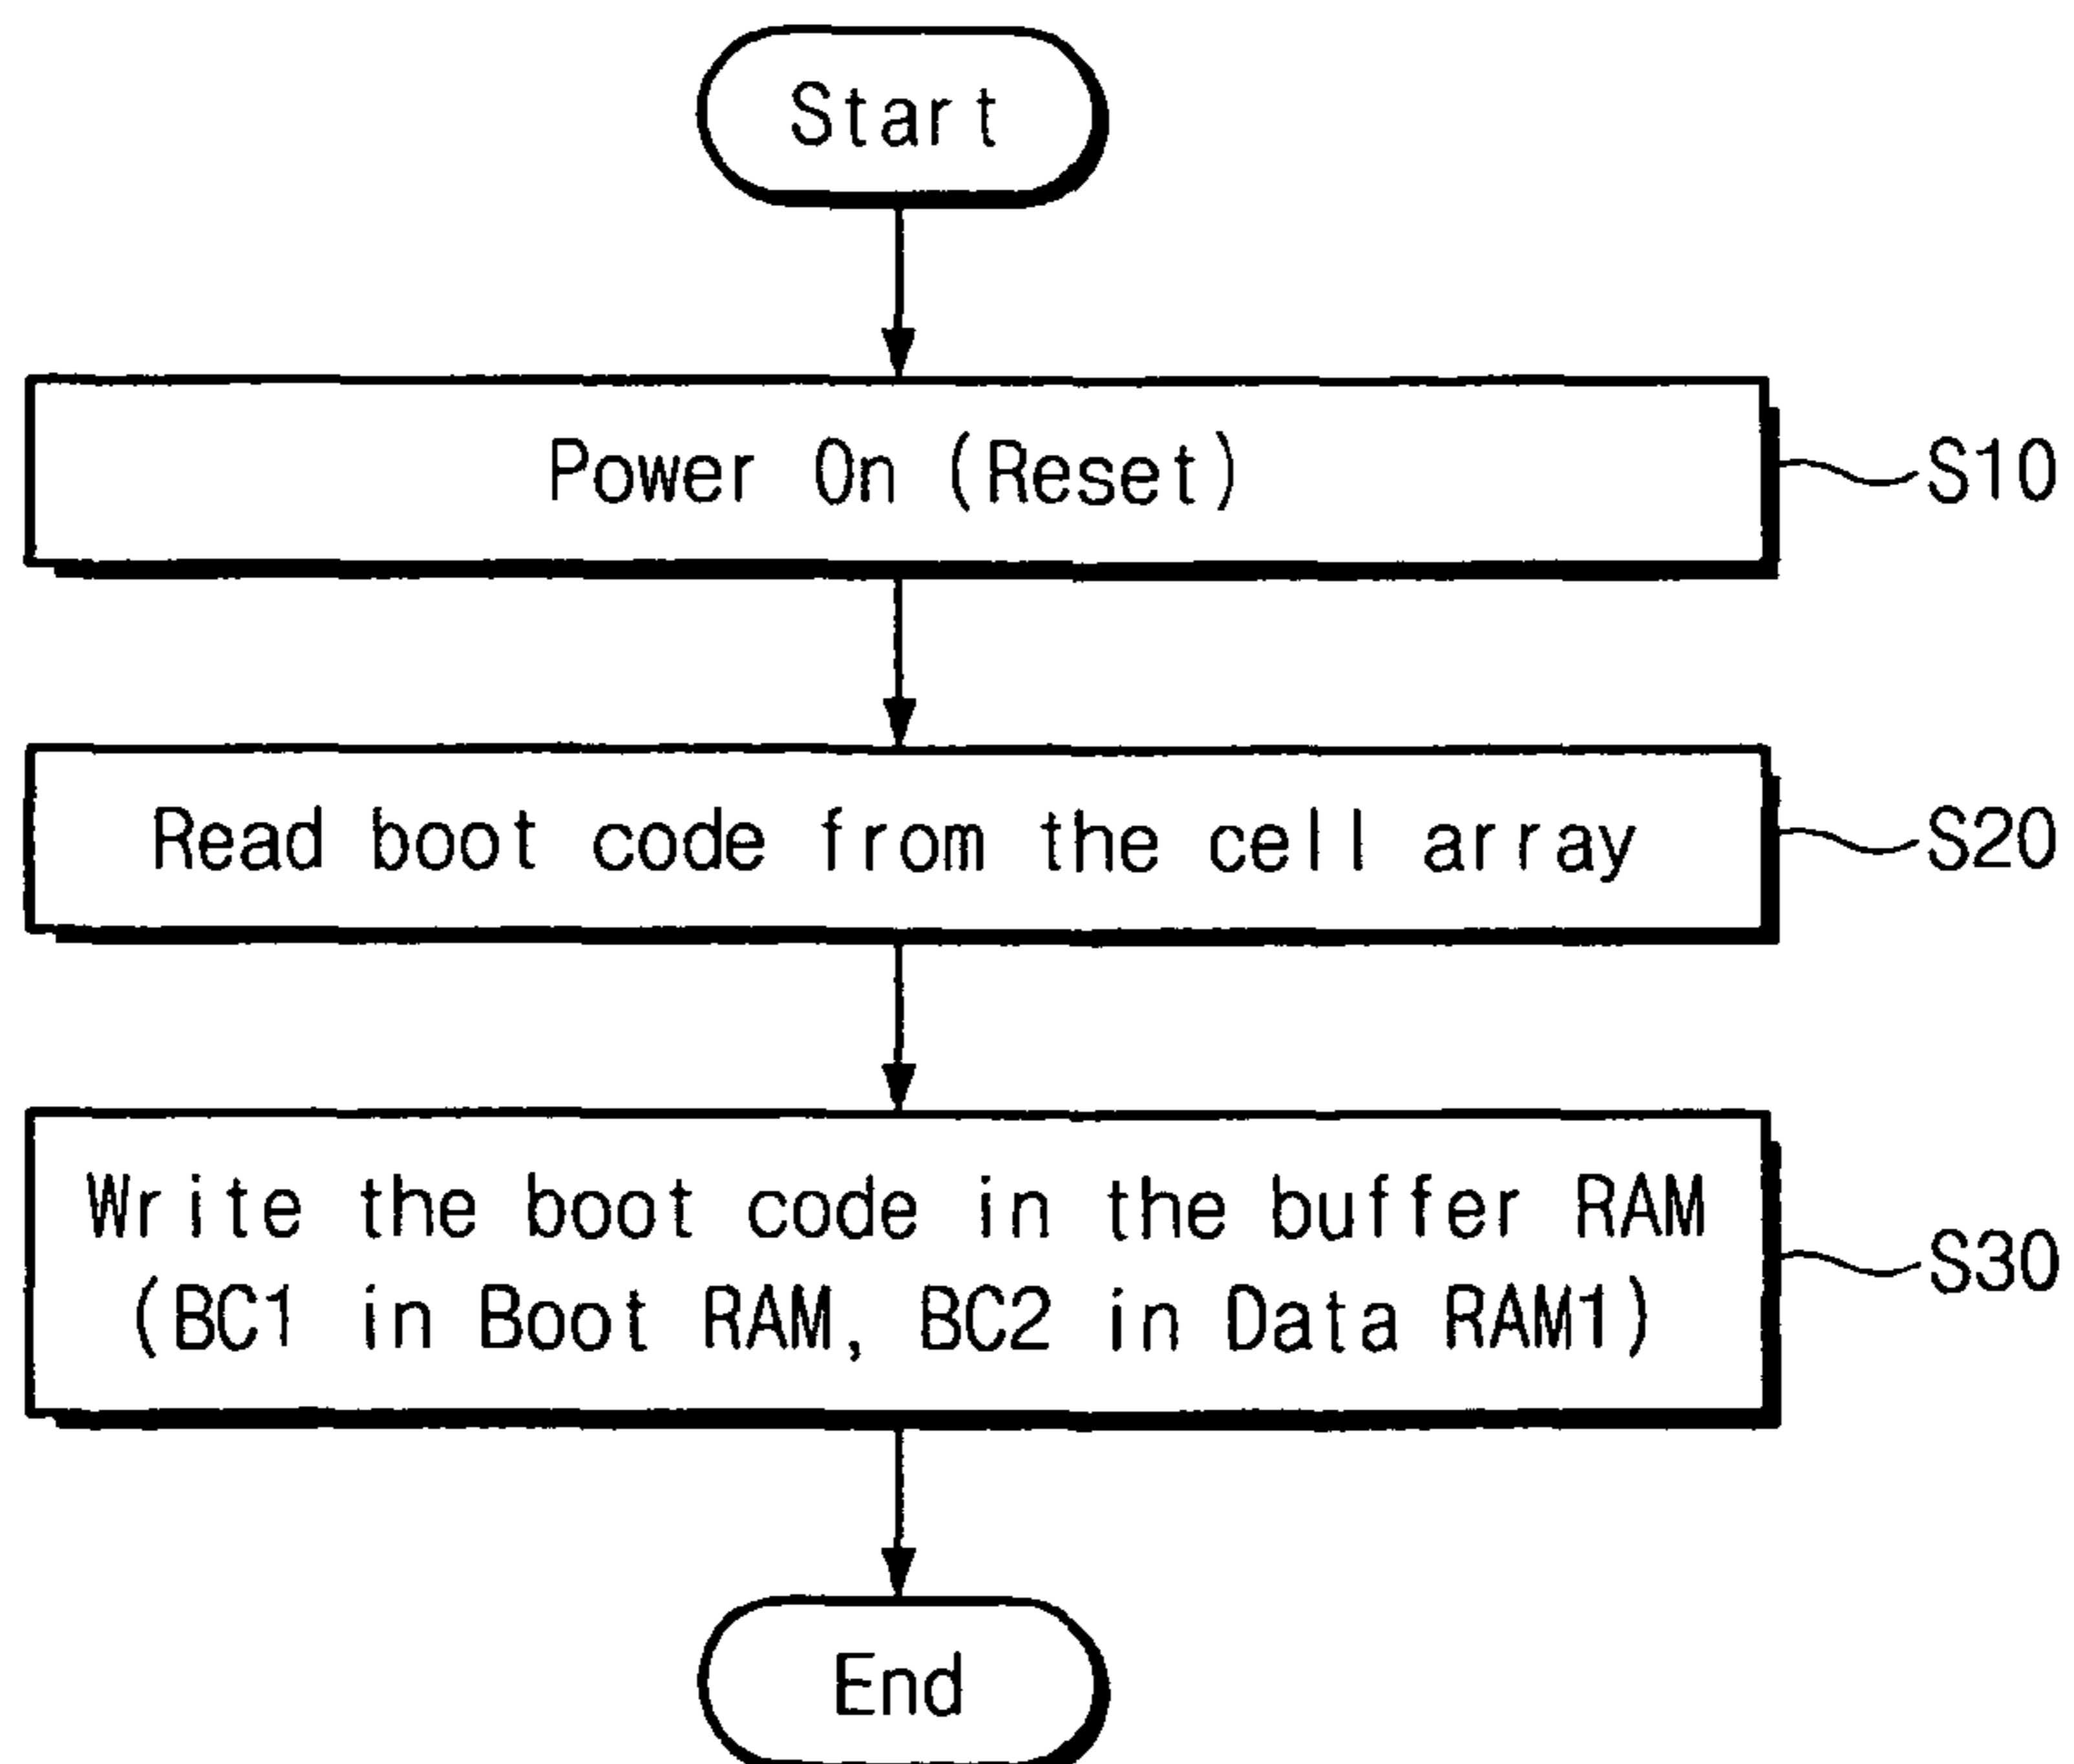 Start
Power On (Reset)
S10
Read boot code from the cell array
S20
Write the boot code in the buffer RAM
(BC1 in Boot RAM, BC2 in Data RAM1)
S30
End